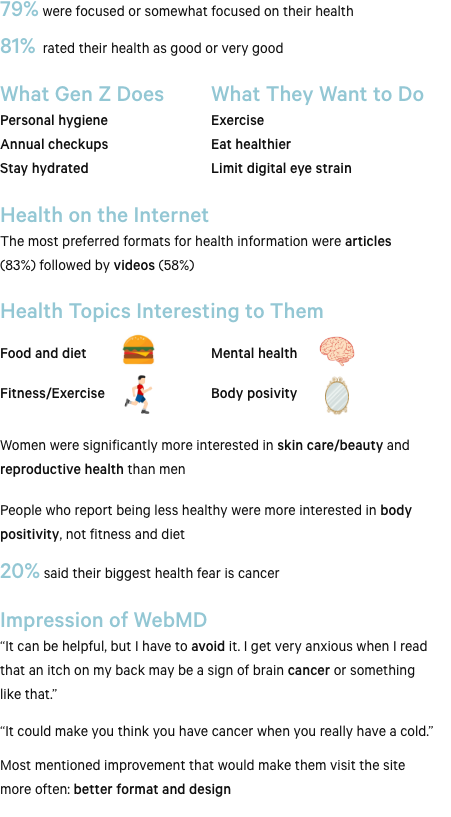 79% were focused or somewhat focused on their health
81% rated their health as good or very good
What Gen Z Does
Personal hygiene
Annual checkups
Stay hydrated
What They Want to Do
Exercise
Eat healthier
Limit digital eye strain
Health on the Internet
The most preferred formats for health information were articles
(83%) followed by videos (58%)
Health Topics Interesting to Them
Food and diet
Mental health
Fitness/Exercise
Body posivity
Women were significantly more interested in skin care/beauty and
reproductive health than men
People who report being less healthy were more interested in body
positivity, not fitness and diet
20% said their biggest health fear is cancer
Impression of WebMD
“It can be helpful, but I have to avoid it. I get very anxious when I read
that an itch on my back may be a sign of brain cancer or something
like that.”
“It could make you think you have cancer when you really have a cold.”
Most mentioned improvement that would make them visit the site
more often: better format and design